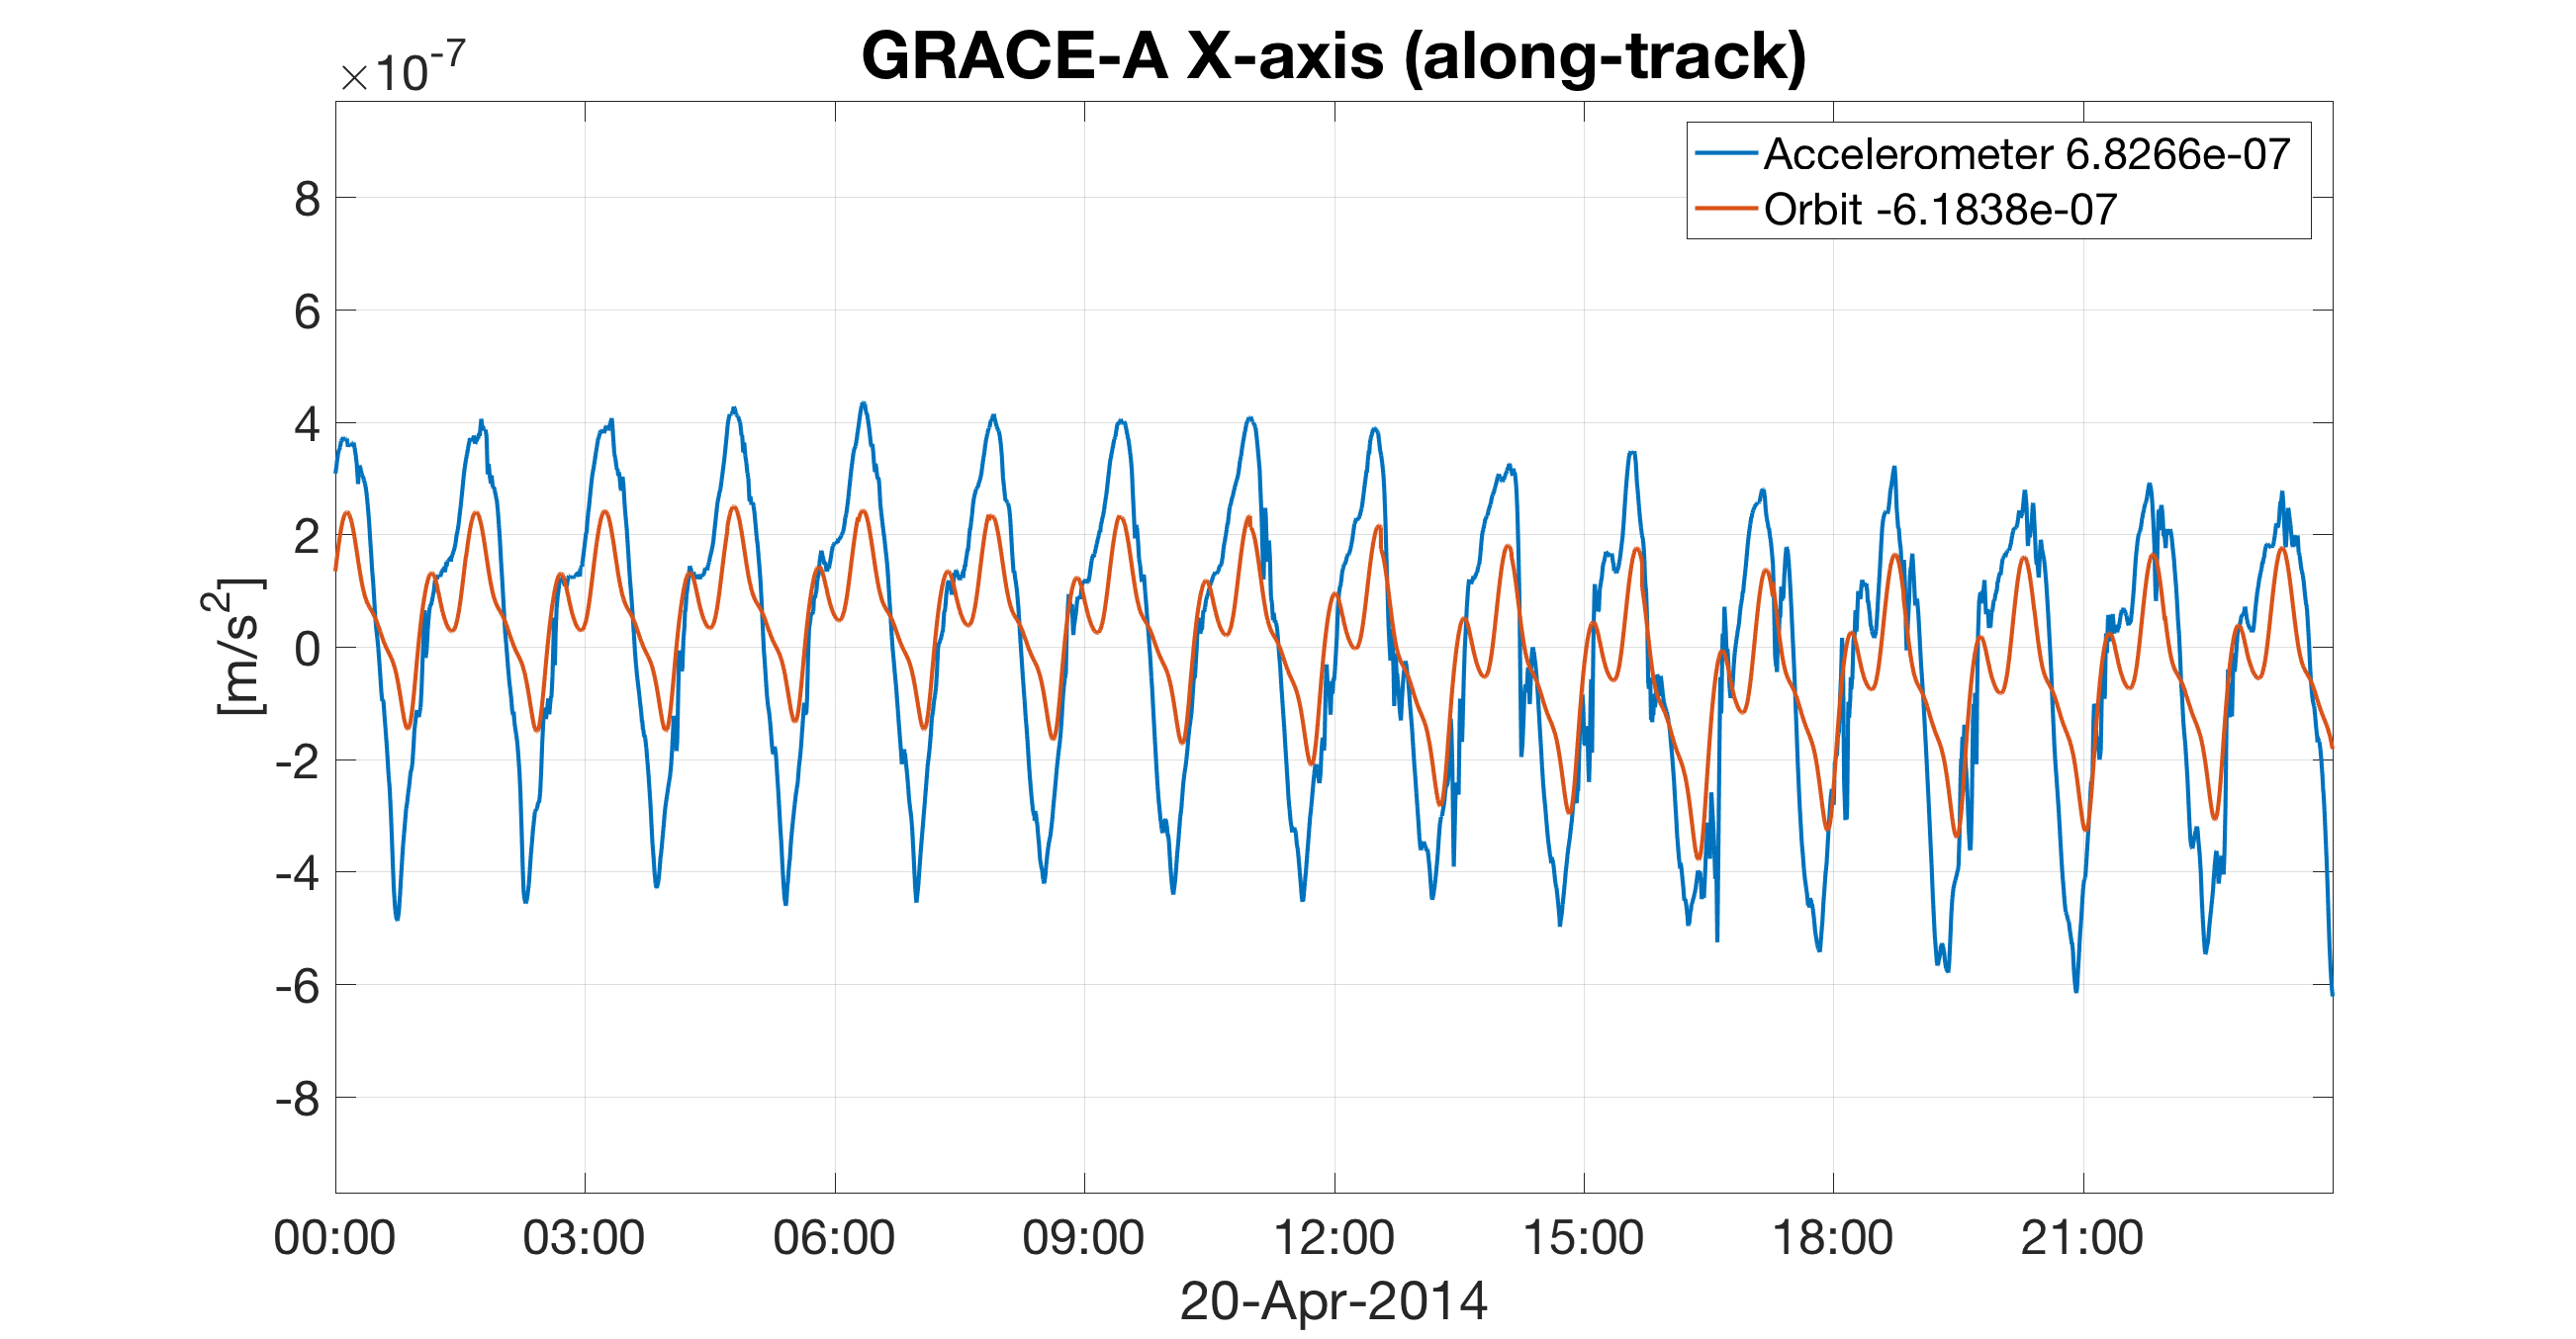 GRACE-A X-axis (along-track)
×10^-7
Accelerometer 6.8266e-07
Orbit -6.1838e-07
8
6
4
2
0
-2
-4
-6
-8
[m/s^2]
00:00 03:00 06:00 09:00 12:00 15:00 18:00 21:00
20-Apr-2014